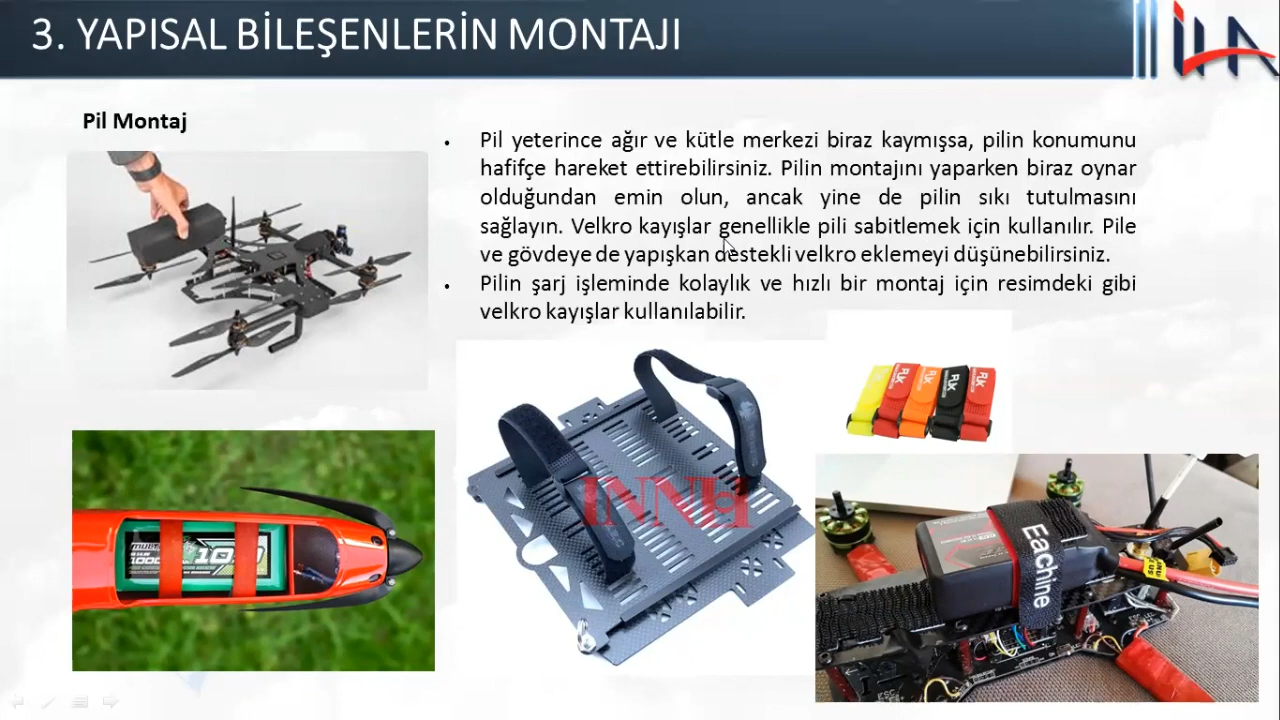 3. YAPISAL BİLEŞENLERİN MONTAJI
İHA
Pil Montaj
• Pil yeterince ağır ve kütle merkezi biraz kaymışsa, pilin konumunu
hafifçe hareket ettirebilirsiniz. Pilin montajını yaparken biraz oynar
olduğundan emin olun, ancak yine de pilin sıkı tutulmasını
sağlayın. Velkro kayışlar genellikle pili sabitlemek için kullanılır. Pile
ve gövdeye de yapışkan destekli velkro eklemeyi düşünebilirsiniz.
• Pilin şarj işleminde kolaylık ve hızlı bir montaj için resimdeki gibi
velkro kayışlar kullanılabilir.
Eachine